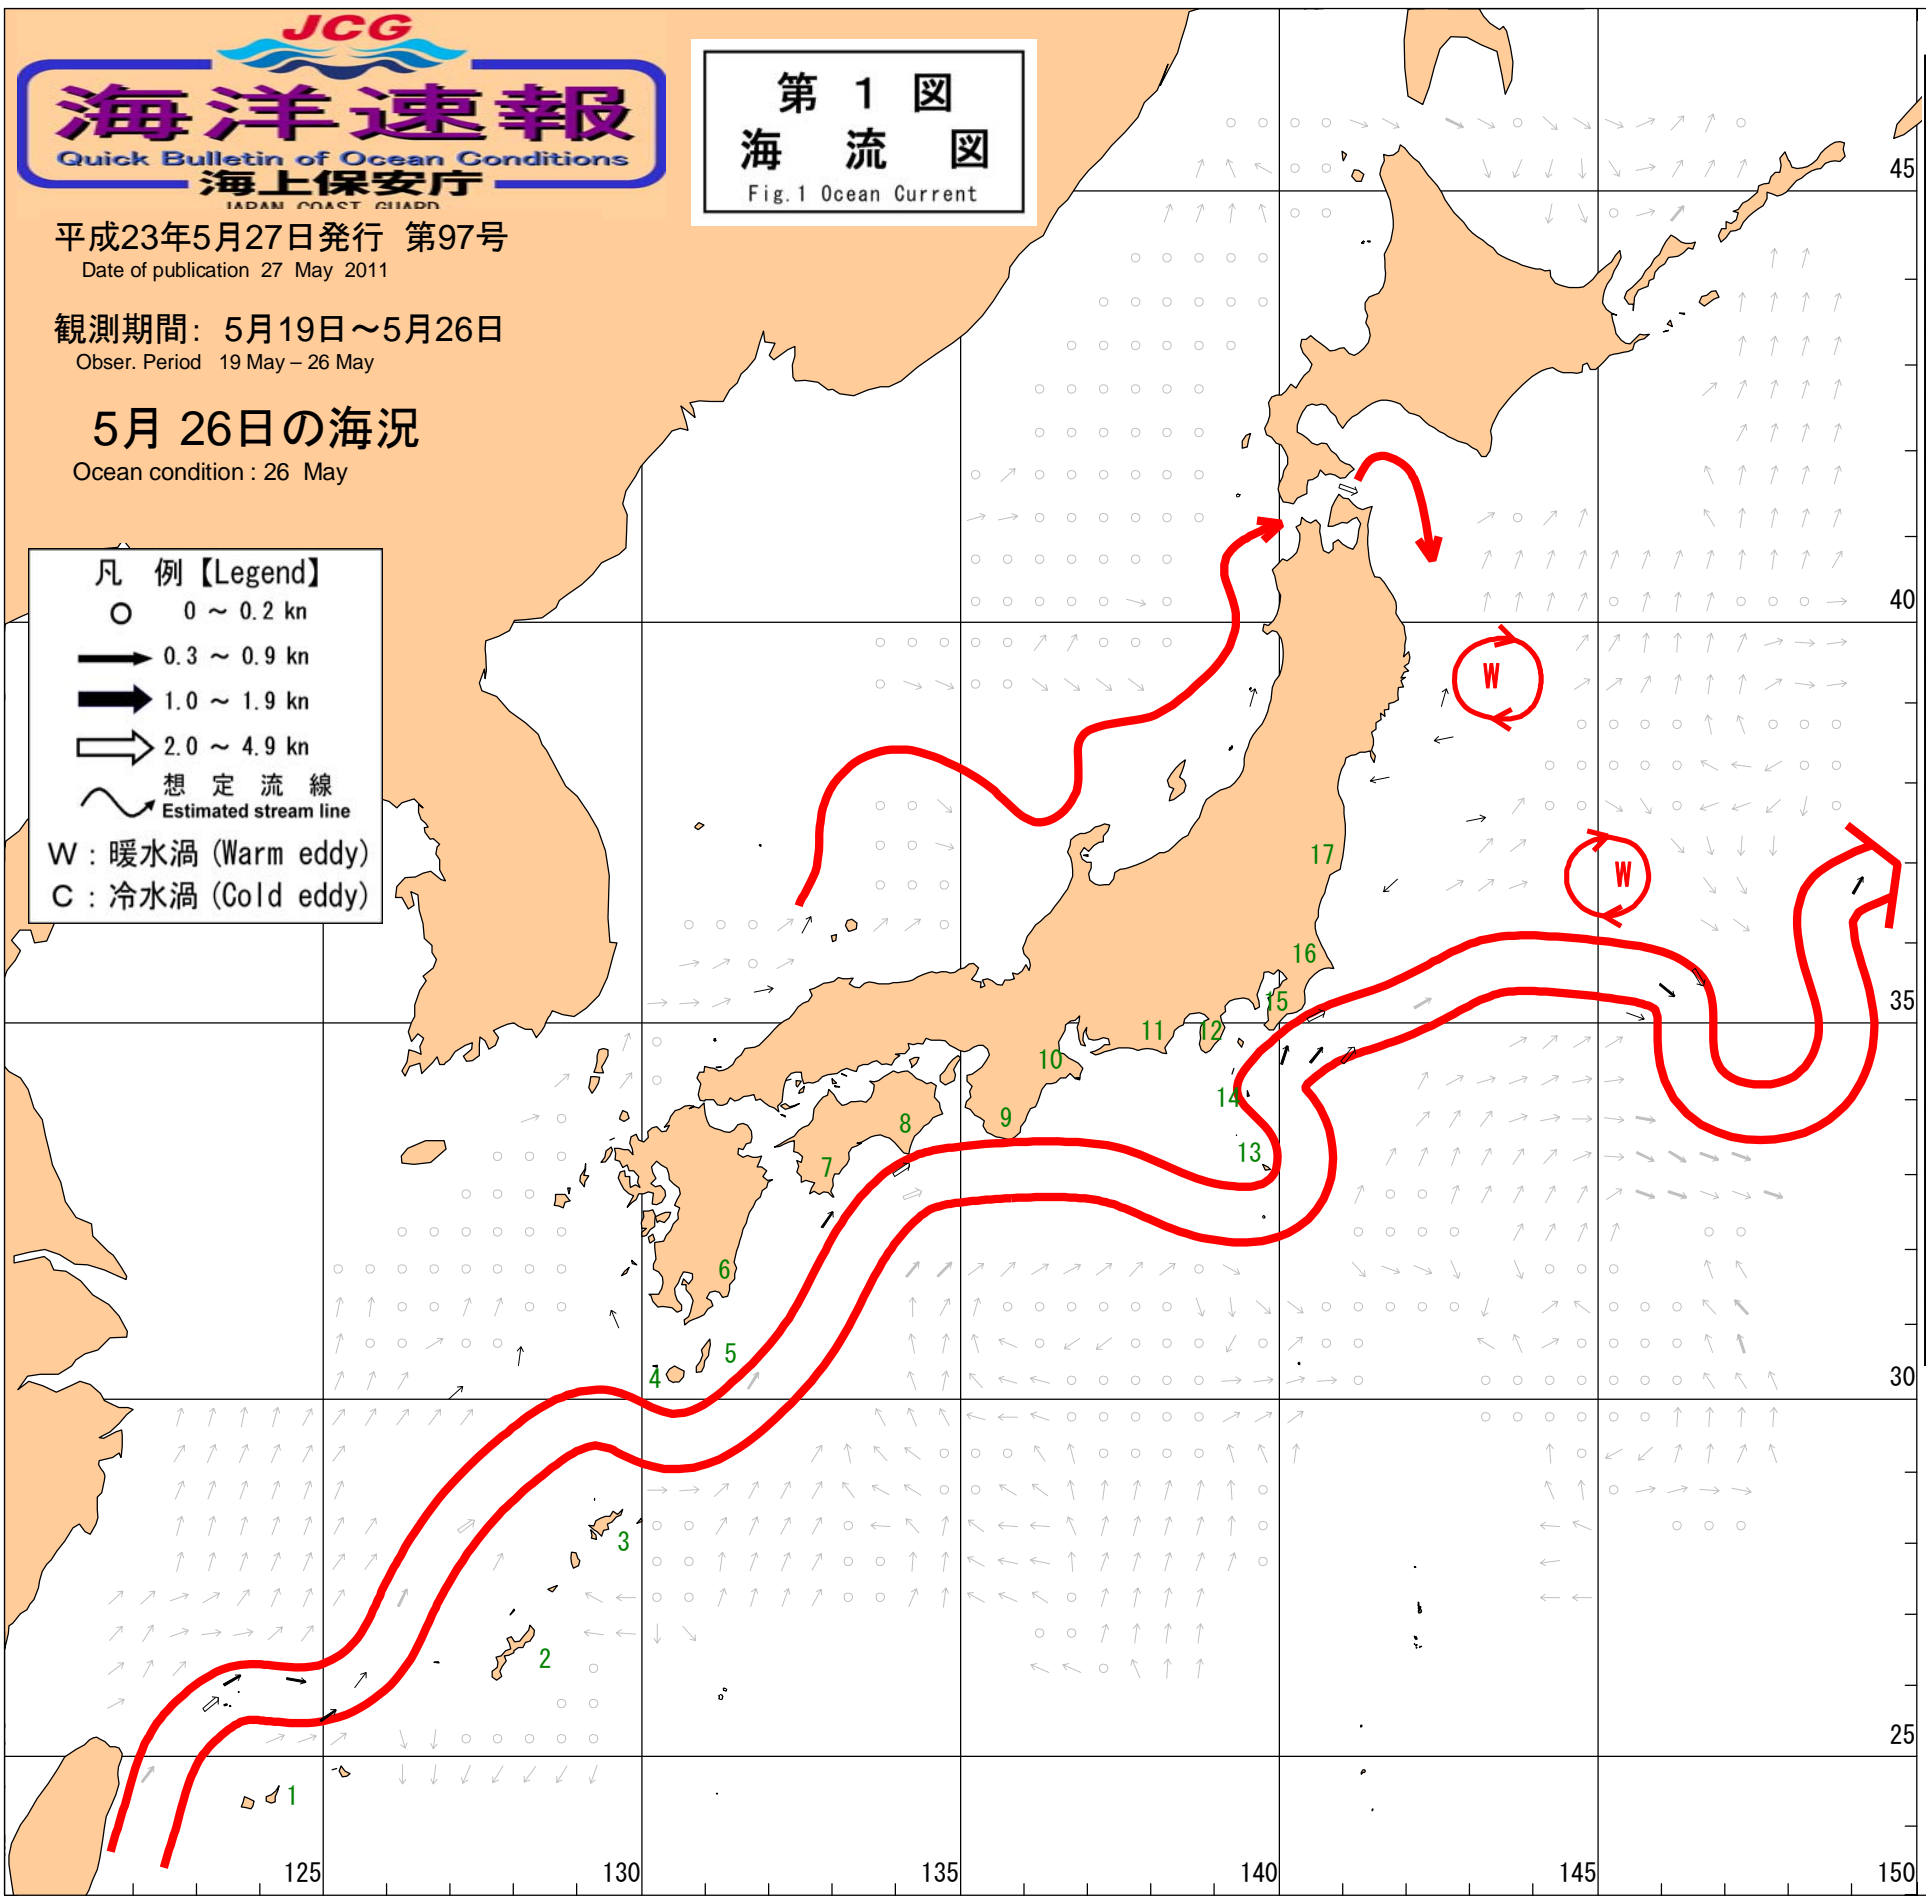 JCG
海洋速報
Quick Bulletin of Ocean Conditions
海上保安庁
JAPAN COAST GUARD
平成23年5月27日発行 第97号
Date of publication 27 May 2011
観測期間: 5月19日～5月26日
Obser. Period 19 May – 26 May
5月 26日の海況
Ocean condition : 26 May
第 1 図
海 流 図
Fig.1 Ocean Current
凡 例【Legend】
0 ～ 0.2 kn
0.3 ～ 0.9 kn
1.0 ～ 1.9 kn
2.0 ～ 4.9 kn
想 定 流 線
Estimated stream line
W : 暖水渦 (Warm eddy)
C : 冷水渦 (Cold eddy)
45
40
W
17
W
16
35
15
12
11
10
14
9
8
13
7
6
5
4
30
3
2
25
1
125
130
135
140
145
150